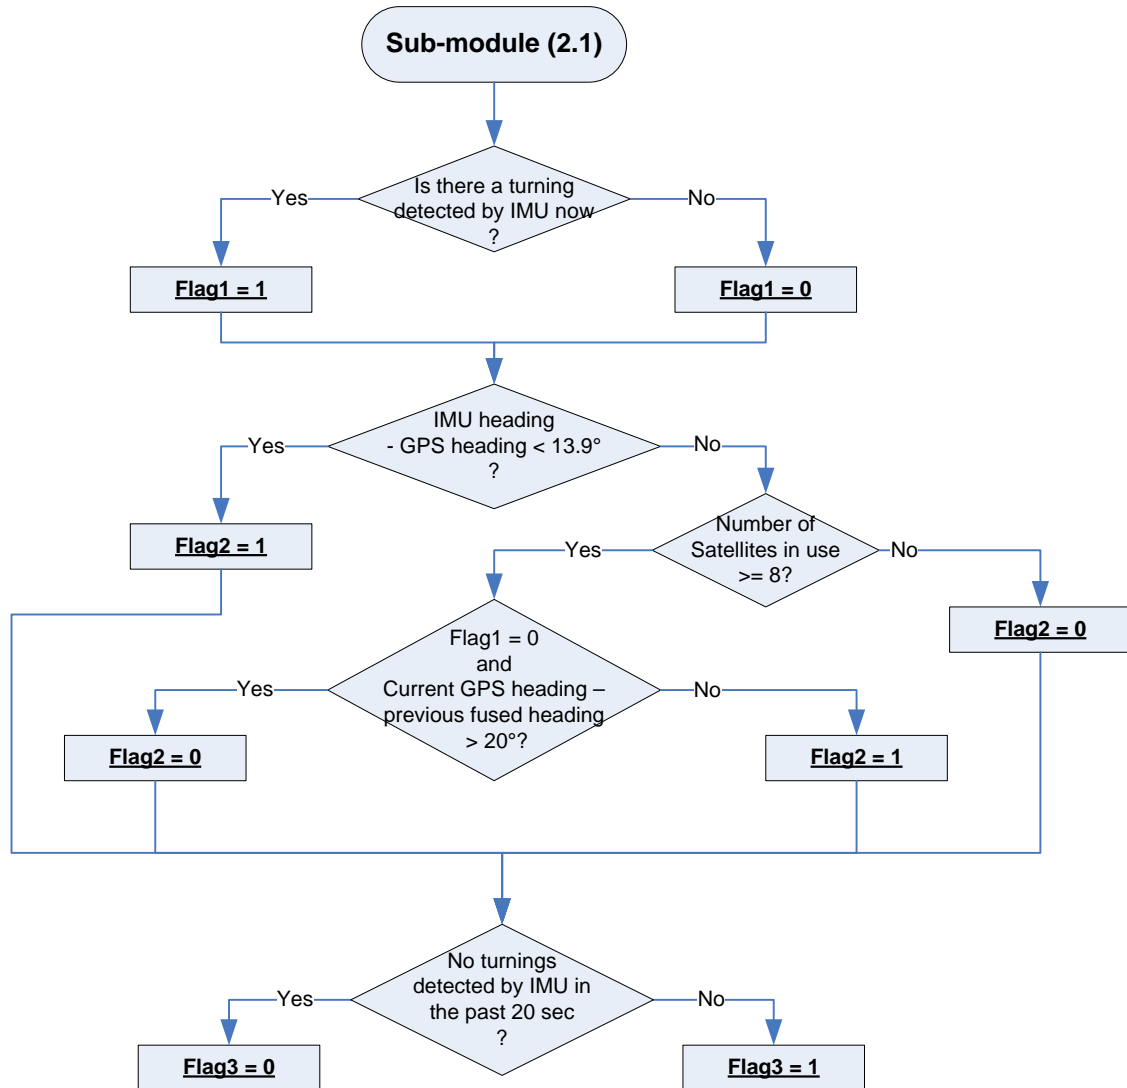 Sub-module (2.1)
Is there a turning
detected by IMU now
?
Yes
No
Flag1 = 1
Flag1 = 0
IMU heading
- GPS heading < 13.9°
?
Yes
No
Flag2 = 1
Number of
Satellites in use
>= 8?
Yes
No
Flag2 = 0
Flag1 = 0
and
Current GPS heading –
previous fused heading
> 20°?
Yes
No
Flag2 = 0
Flag2 = 1
No turnings
detected by IMU in
the past 20 sec
?
Yes
No
Flag3 = 0
Flag3 = 1